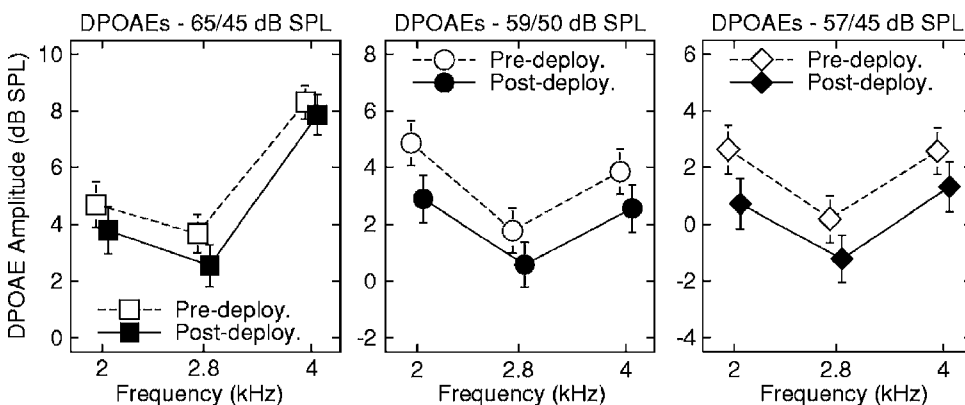 DPOAEs - 65/45 dB SPL
DPOAEs - 59/50 dB SPL
DPOAEs - 57/45 dB SPL
DPOAE Amplitude (dB SPL)
10
8
6
4
2
0
Pre-deploy.
Post-deploy.
2
2.8
4
Frequency (kHz)
8
6
4
2
0
-2
Pre-deploy.
Post-deploy.
2
2.8
4
Frequency (kHz)
6
4
2
0
-2
-4
Pre-deploy.
Post-deploy.
2
2.8
4
Frequency (kHz)